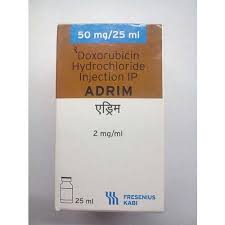 50 mg/25 ml
Doxorubicin
Hydrochloride
Injection IP
ADRIM
एड्रिम
2 mg/ml
25 ml
FRESENIUS
KABI